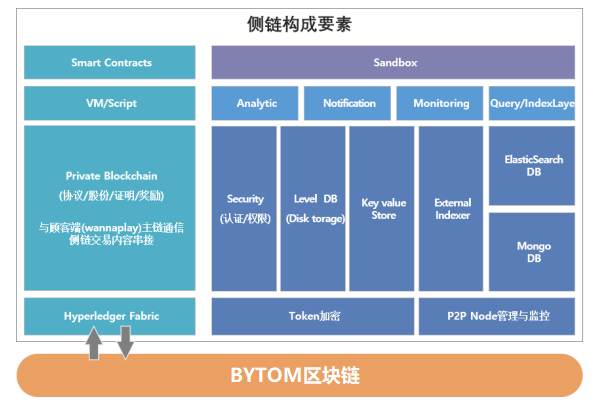 侧链构成要素
Smart Contracts
Sandbox
VM/Script
Analytic
Notification
Monitoring
Query/IndexLaye
Private Blockchain
(协议/股份/证明/奖励)
与顾客端(wannaplay)主链通信
侧链交易内容串接
Security
(认证/权限)
Level DB
(Disk torage)
Key value
Store
External
Indexer
ElasticSearch
DB
Mongo
DB
Hyperledger Fabric
Token加密
P2P Node管理与监控
BYTOM区块链